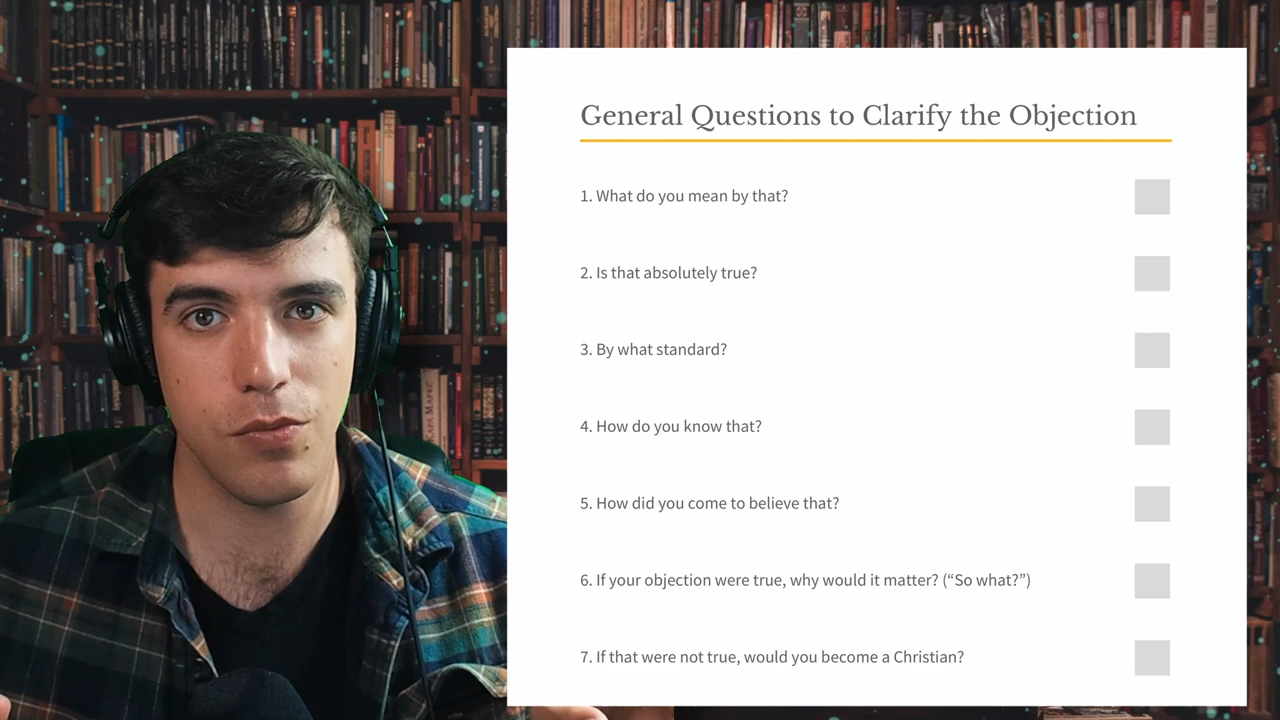 General Questions to Clarify the Objection
1. What do you mean by that?
2. Is that absolutely true?
3. By what standard?
4. How do you know that?
5. How did you come to believe that?
6. If your objection were true, why would it matter? (“So what?”)
7. If that were not true, would you become a Christian?
КАРЛ МАРКС